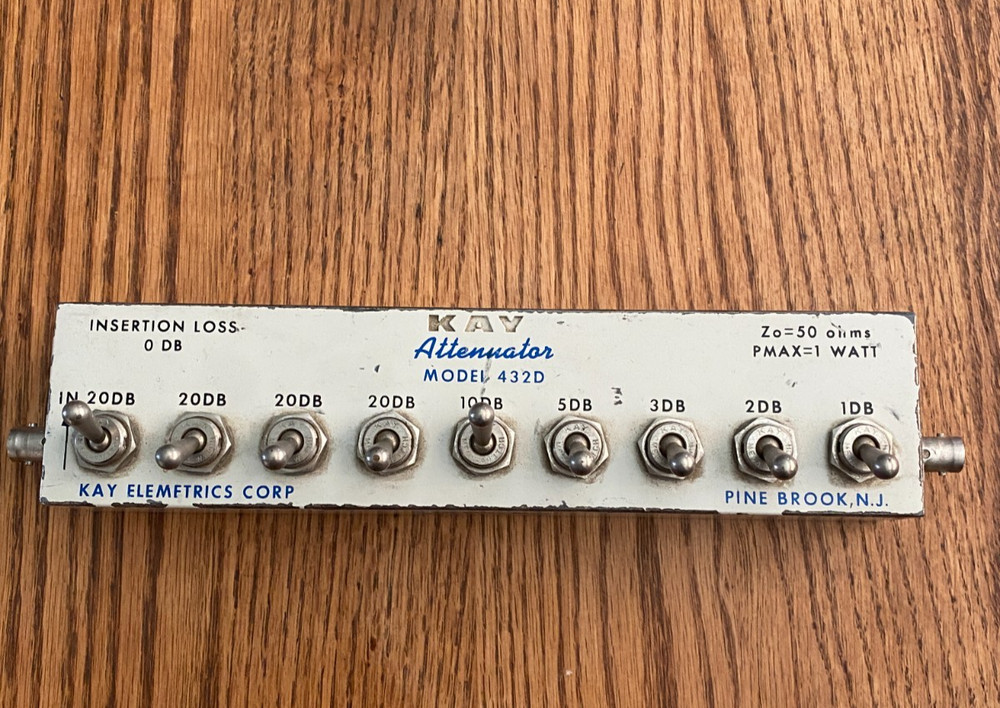 INSERTION LOSS
0 DB
KAY
Attenuator
MODEL 432D
Zo=50 ohms
PMAX=1 WATT
IN 20DB 20DB 20DB 20DB 10DB 5DB 3DB 2DB 1DB
KAY ELEMFTRICS CORP
PINE BROOK, N.J.